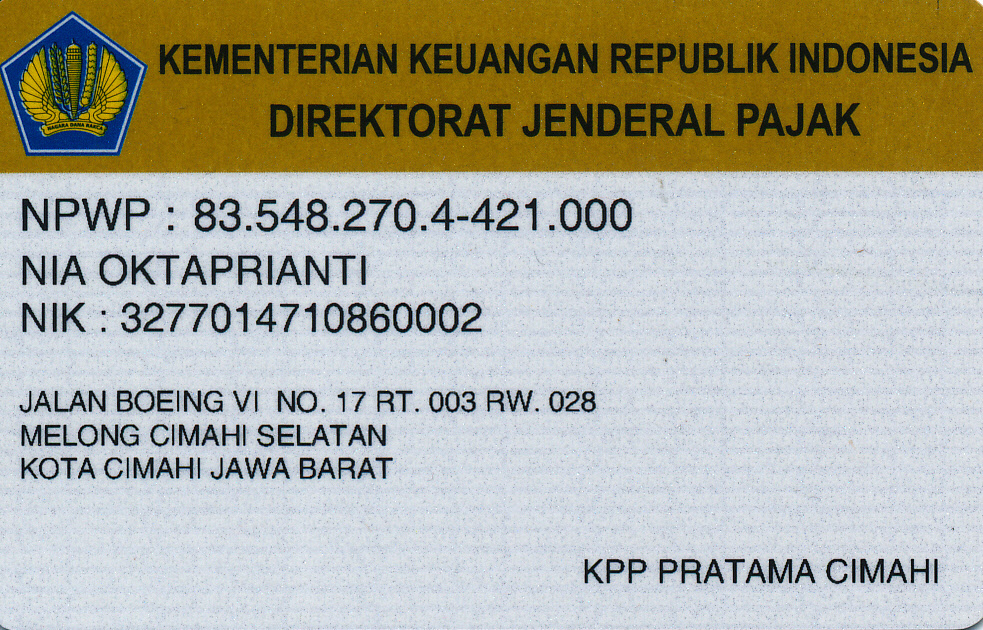 KEMENTERIAN KEUANGAN REPUBLIK INDONESIA
DIREKTORAT JENDERAL PAJAK
NAGARA DANA RAKCA
NPWP : 83.548.270.4-421.000
NIA OKTAPRIANTI
NIK : 3277014710860002
JALAN BOEING VI NO. 17 RT. 003 RW. 028
MELONG CIMAHI SELATAN
KOTA CIMAHI JAWA BARAT
KPP PRATAMA CIMAHI